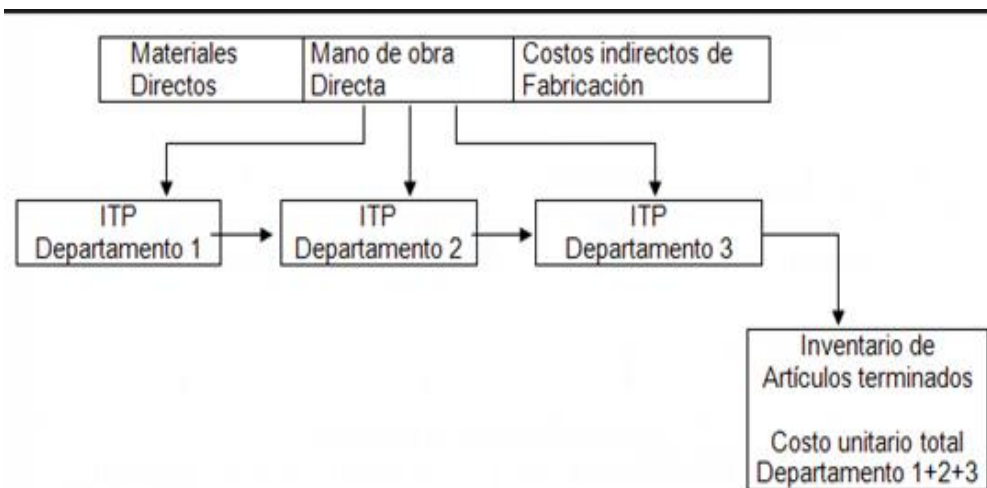 Materiales
Directos
Mano de obra
Directa
Costos indirectos de
Fabricación
ITP
Departamento 1
ITP
Departamento 2
ITP
Departamento 3
Inventario de
Artículos terminados
Costo unitario total
Departamento 1+2+3